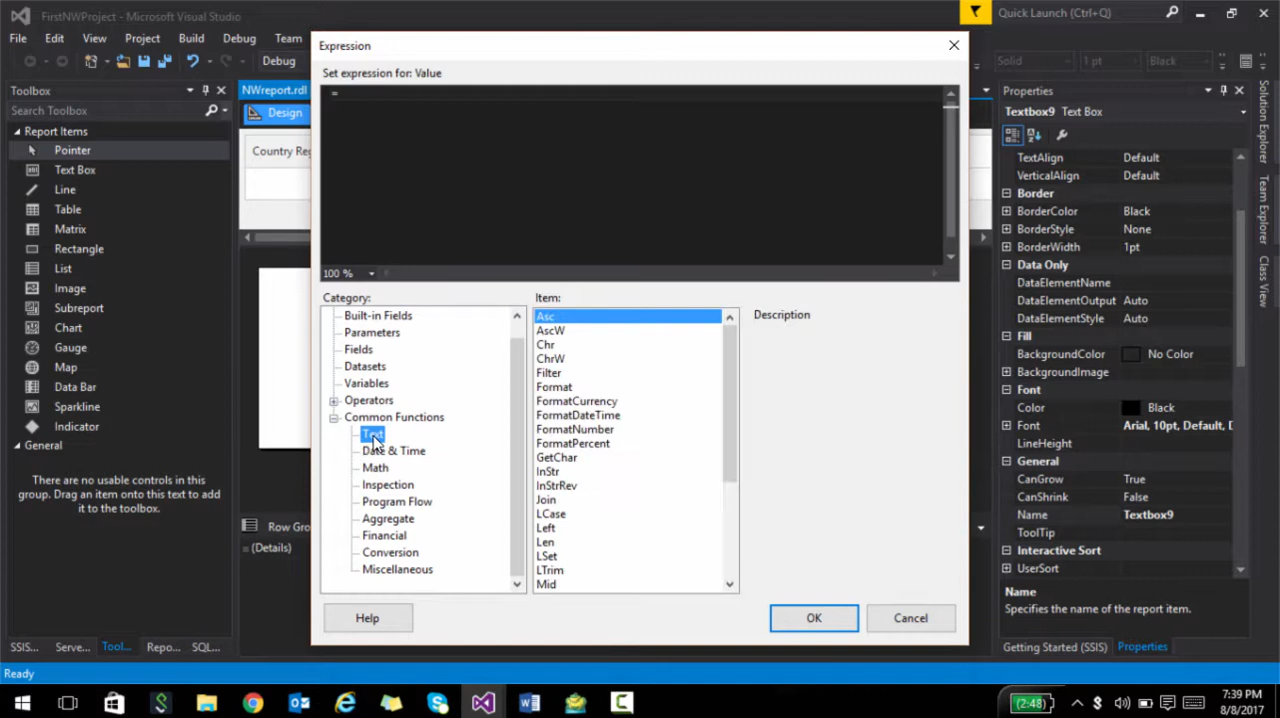 FirstNWProject - Microsoft Visual Studio
Quick Launch (Ctrl+Q)
File Edit View Project Build Debug Team
Debug
Solid 1 pt Black
Toolbox
Search Toolbox
Report Items
Pointer
Text Box
Line
Table
Matrix
Rectangle
List
Image
Subreport
Chart
Gauge
Map
Data Bar
Sparkline
Indicator
General
There are no usable controls in this
group. Drag an item onto this text to add
it to the toolbox.
SSIS... Serve... Tool... Repo... SQL...
NWreport.rdl
Design
Country Reg
Row Gro
(Details)
Expression
Set expression for: Value
=
100 %
Category:
Built-in Fields
Parameters
Fields
Datasets
Variables
Operators
Common Functions
Text
Date & Time
Math
Inspection
Program Flow
Aggregate
Financial
Conversion
Miscellaneous
Item:
Asc
AscW
Chr
ChrW
Filter
Format
FormatCurrency
FormatDateTime
FormatNumber
FormatPercent
GetChar
InStr
InStrRev
Join
LCase
Left
Len
LSet
LTrim
Mid
Description
Help
OK
Cancel
Properties
Textbox9 Text Box
TextAlign Default
VerticalAlign Default
Border
BorderColor Black
BorderStyle None
BorderWidth 1pt
Data Only
DataElementName
DataElementOutput Auto
DataElementStyle Auto
Fill
BackgroundColor No Color
BackgroundImage
Font
Color Black
Font Arial, 10pt, Default, D
LineHeight
General
CanGrow True
CanShrink False
Name Textbox9
ToolTip
Interactive Sort
UserSort
Name
Specifies the name of the report item.
Getting Started (SSIS) Properties
Solution Explorer
Team Explorer
Class View
Ready
(2:48)
7:39 PM
8/8/2017